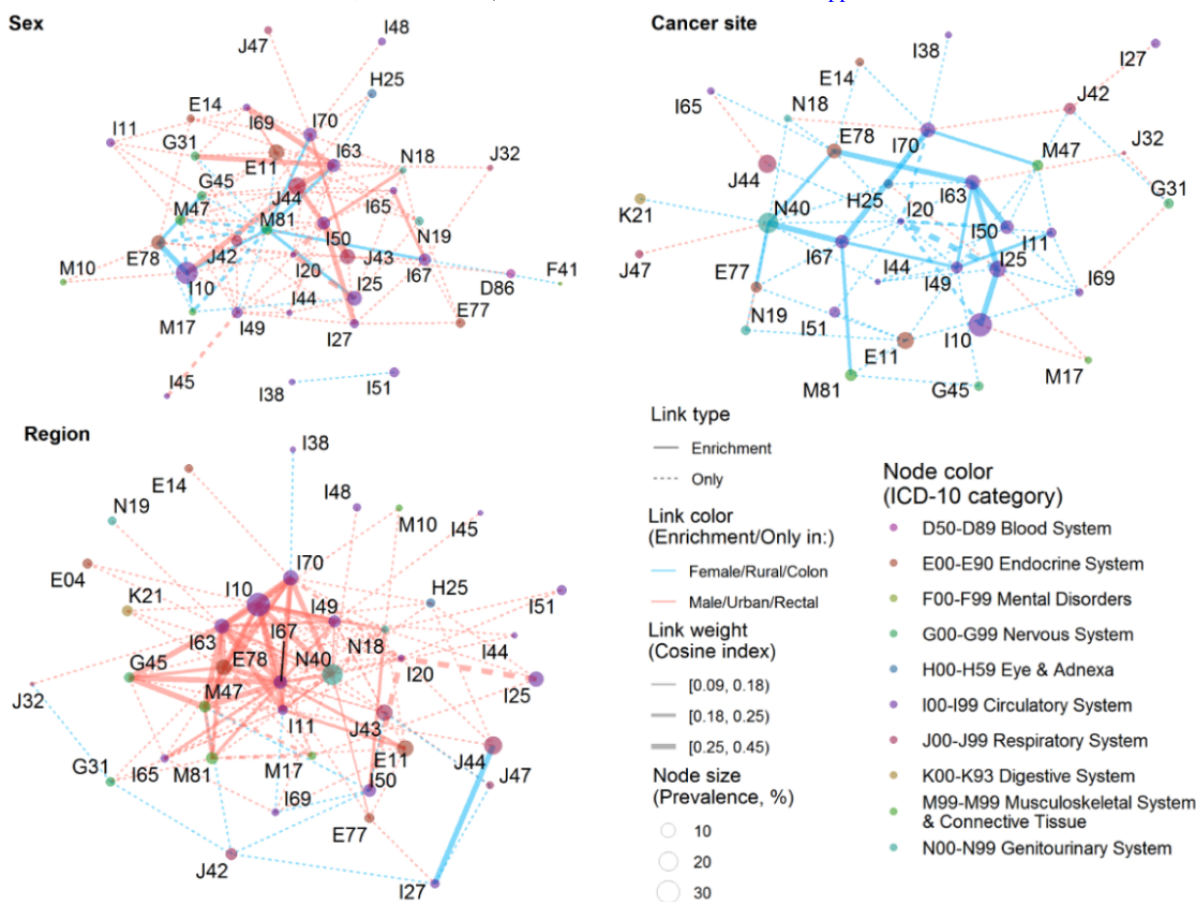 Sex
J47
I48
H25
E14
I69
I70
I11
G31
E11
I63
N18
J32
G45
J44
I65
M47
M81
I50
N19
E78
J42
J43
I67
M10
I10
I20
I25
D86
F41
I44
M17
I49
I27
E77
I45
I38
I51
Cancer site
I38
I27
E14
J42
I65
N18
E78
I70
J32
M47
J44
I63
G31
K21
N40
H25
I20
I50
I11
J47
I67
I44
I25
E77
I49
I69
N19
I51
I10
E11
M17
M81
G45
Region
I38
E14
I48
N19
M10
I45
E04
I70
K21
I10
I49
H25
I51
I63
I67
N18
I44
G45
E78
N40
I20
I25
J32
M47
I11
J43
E11
J44
G31
I65
M81
M17
I50
J47
I69
E77
J42
I27
Link type
Enrichment
Only
Link color
(Enrichment/Only in:)
Female/Rural/Colon
Male/Urban/Rectal
Link weight
(Cosine index)
[0.09, 0.18)
[0.18, 0.25)
[0.25, 0.45)
Node size
(Prevalence, %)
10
20
30
Node color
(ICD-10 category)
D50-D89 Blood System
E00-E90 Endocrine System
F00-F99 Mental Disorders
G00-G99 Nervous System
H00-H59 Eye & Adnexa
I00-I99 Circulatory System
J00-J99 Respiratory System
K00-K93 Digestive System
M99-M99 Musculoskeletal System
& Connective Tissue
N00-N99 Genitourinary System